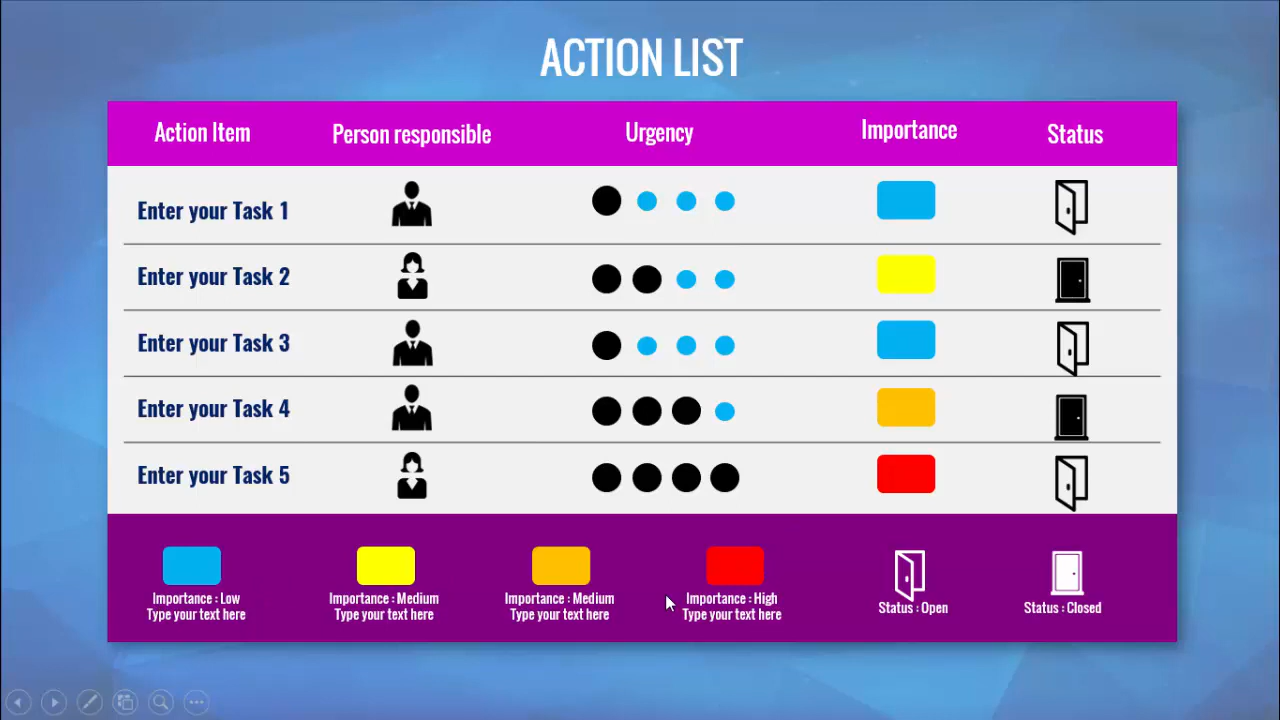 ACTION LIST
Action Item Person responsible Urgency Importance Status
Enter your Task 1
Enter your Task 2
Enter your Task 3
Enter your Task 4
Enter your Task 5
Importance : Low
Type your text here
Importance : Medium
Type your text here
Importance : Medium
Type your text here
Importance : High
Type your text here
Status : Open
Status : Closed